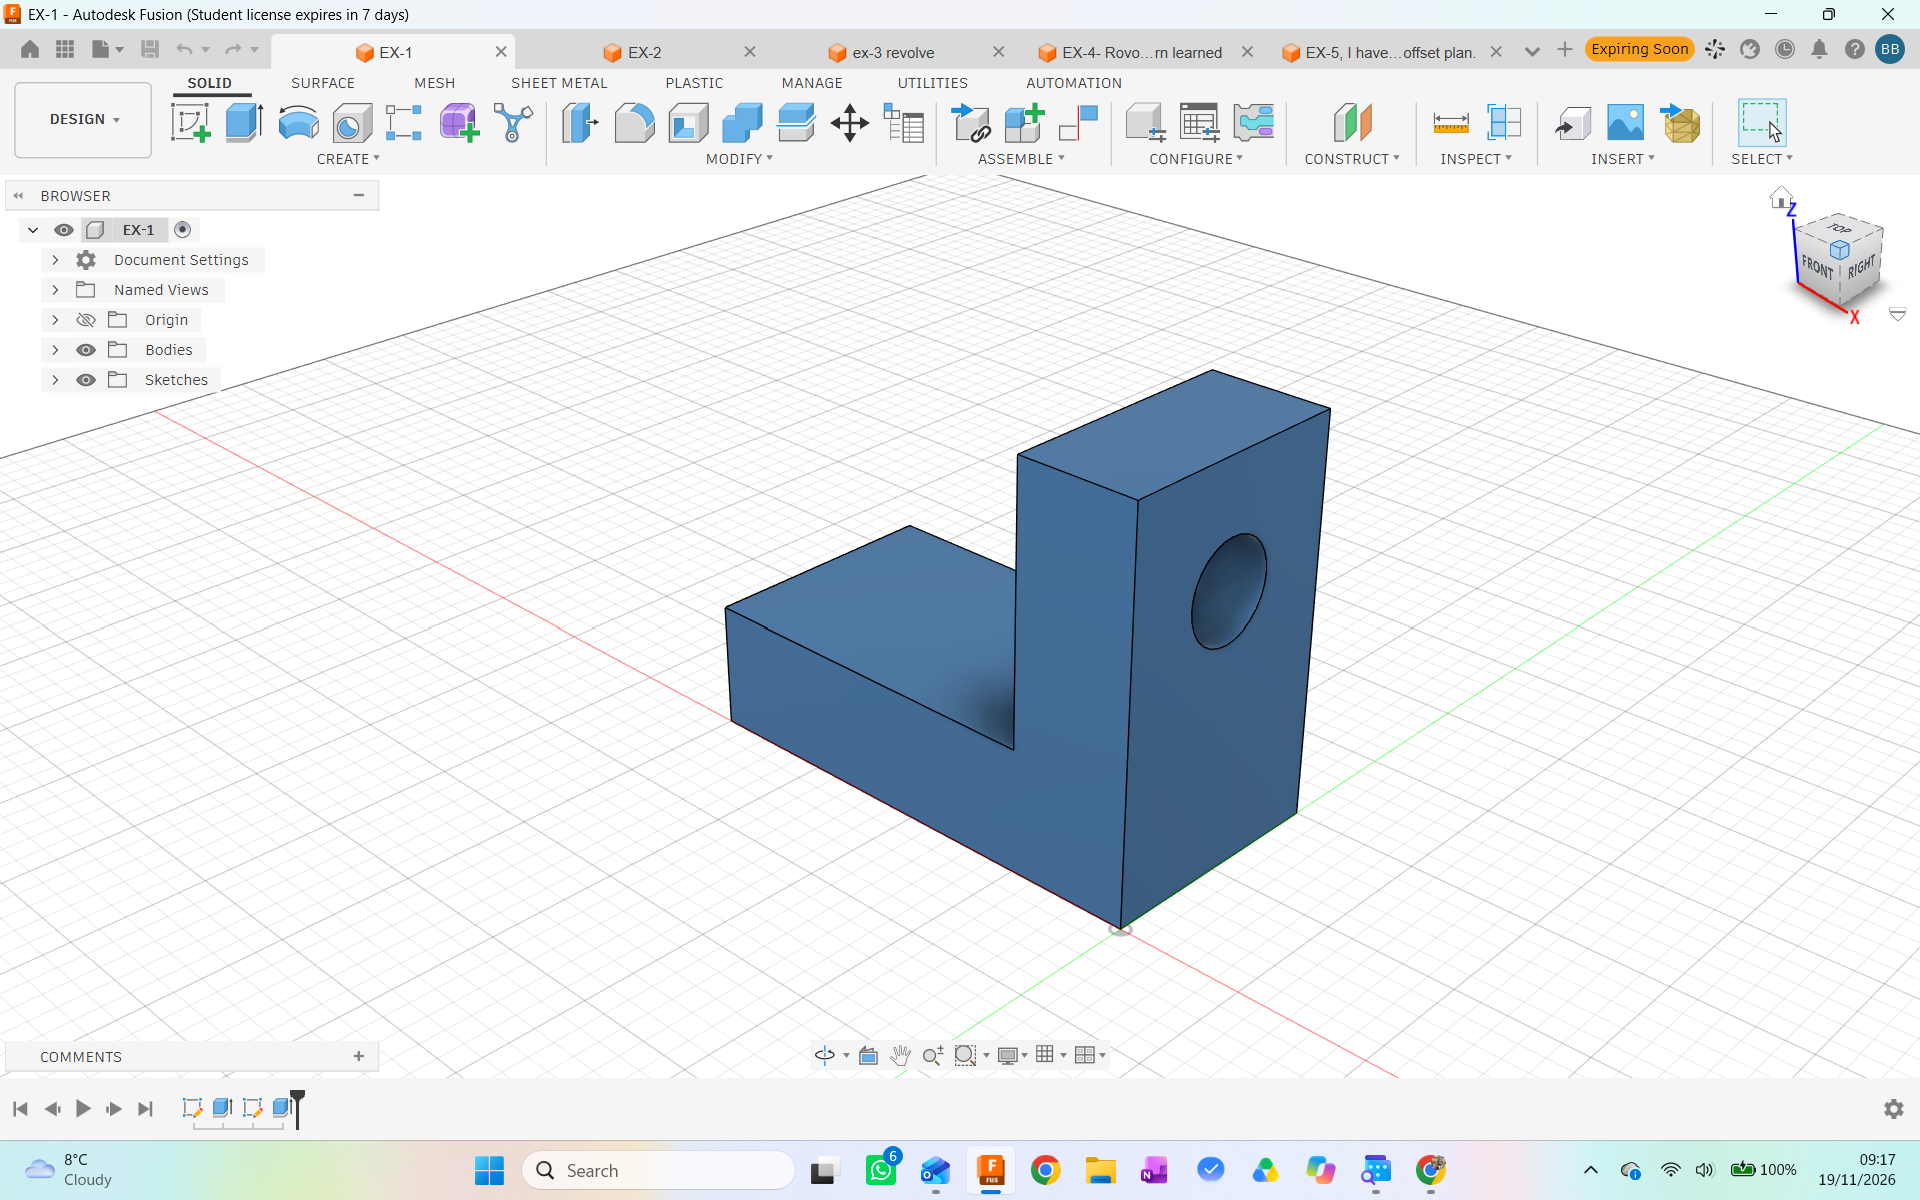 EX-1 - Autodesk Fusion (Student license expires in 7 days)
EX-1
EX-2
ex-3 revolve
EX-4- Rovo...rn learned
EX-5, I have...offset plan.
Expiring Soon
BB
DESIGN
SOLID
SURFACE
MESH
SHEET METAL
PLASTIC
MANAGE
UTILITIES
AUTOMATION
CREATE
MODIFY
ASSEMBLE
CONFIGURE
CONSTRUCT
INSPECT
INSERT
SELECT
BROWSER
EX-1
Document Settings
Named Views
Origin
Bodies
Sketches
Z
TOP
FRONT
RIGHT
X
COMMENTS
8°C
Cloudy
Search
6
F
FUS
100%
09:17
19/11/2026